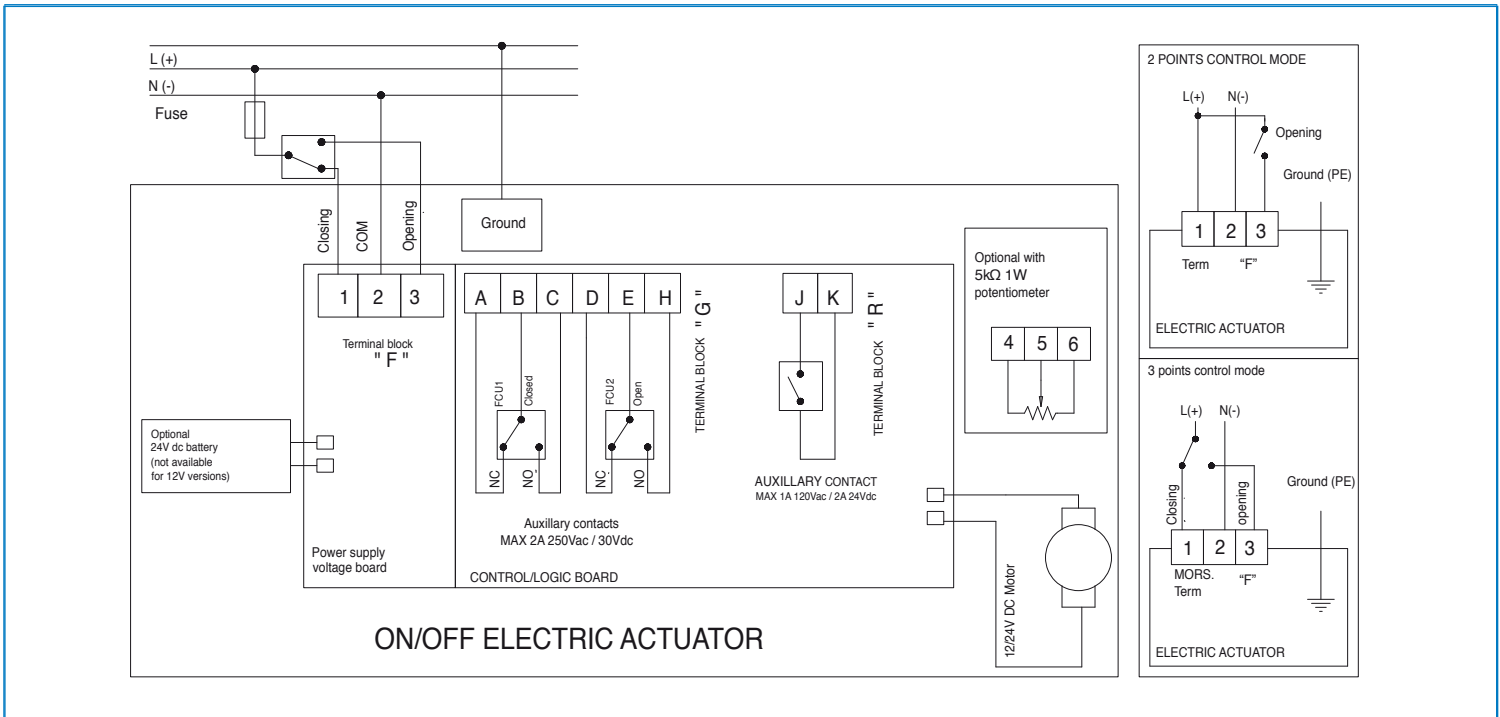 L (+)
N (-)
Fuse
Closing
COM
Opening
Ground
1 2 3
Terminal block
" F "
A B C D E H
TERMINAL BLOCK " G "
FCU1
Closed
FCU2
Open
NC
NO
NC
NO
Auxillary contacts
MAX 2A 250Vac / 30Vdc
J K
TERMINAL BLOCK " R "
AUXILLARY CONTACT
MAX 1A 120Vac / 2A 24Vdc
Optional with
5kΩ 1W
potentiometer
4 5 6
Optional
24V dc battery
(not available
for 12V versions)
Power supply
voltage board
CONTROL/LOGIC BOARD
12/24V DC Motor
ON/OFF ELECTRIC ACTUATOR
2 POINTS CONTROL MODE
L(+) N(-)
Opening
Ground (PE)
1 2 3
Term “F”
ELECTRIC ACTUATOR
3 points control mode
L(+) N(-)
Closing
opening
Ground (PE)
1 2 3
MORS.
Term “F”
ELECTRIC ACTUATOR